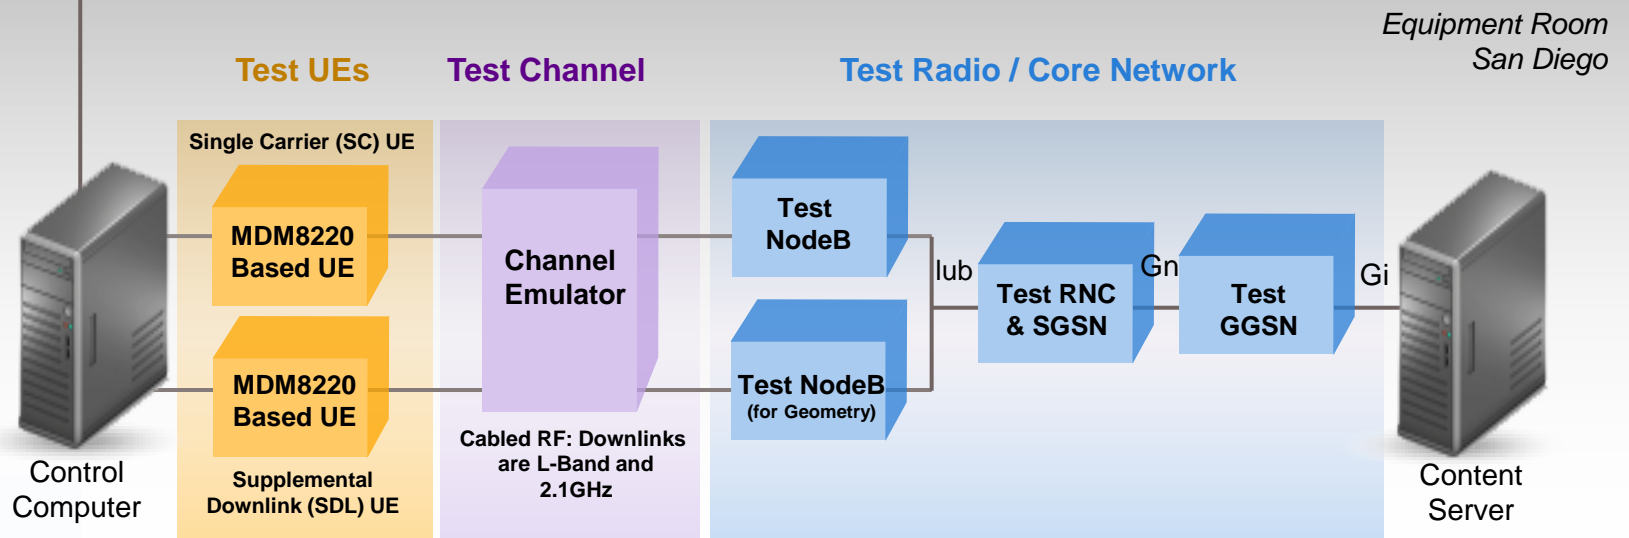 Equipment Room
San Diego
Test UEs
Test Channel
Test Radio / Core Network
Single Carrier (SC) UE
MDM8220
Based UE
MDM8220
Based UE
Supplemental
Downlink (SDL) UE
Channel
Emulator
Cabled RF: Downlinks
are L-Band and
2.1GHz
Test
NodeB
Test NodeB
(for Geometry)
Iub
Test RNC
& SGSN
Gn
Test
GGSN
Gi
Control
Computer
Content
Server